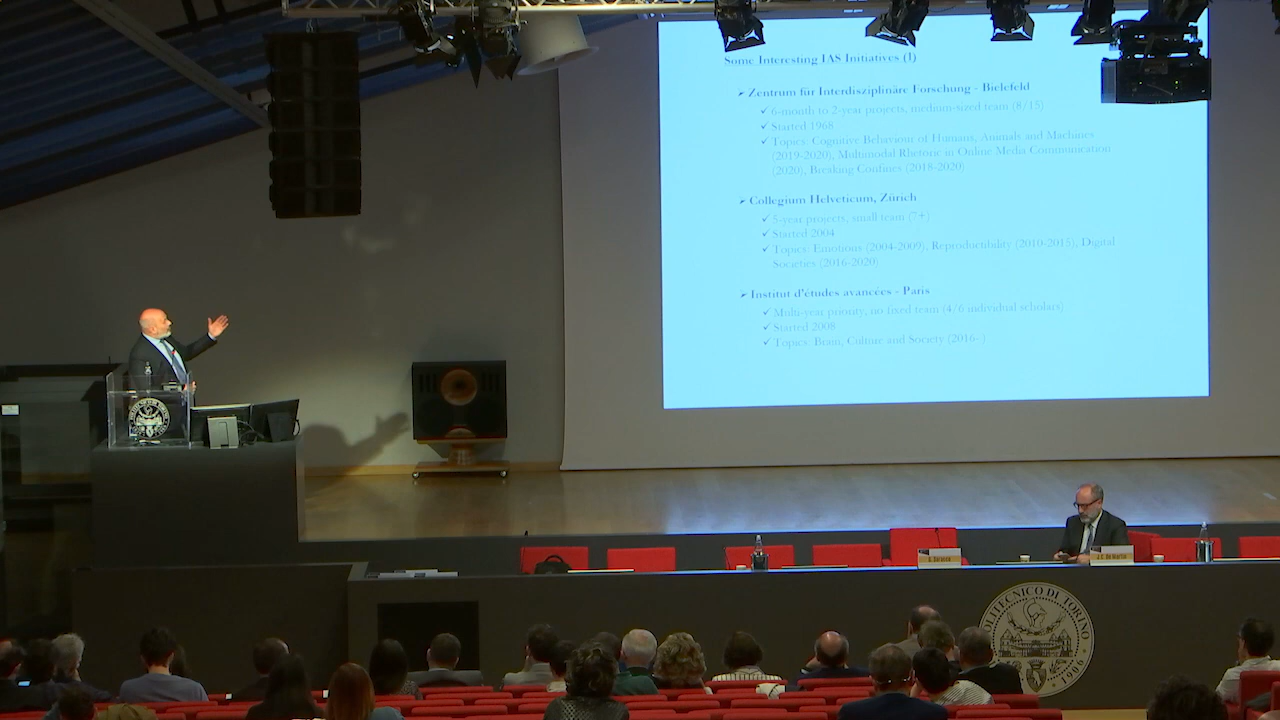 Some Interesting IAS Initiatives (I)
Zentrum für Interdisziplinäre Forschung - Bielefeld
6-month to 2-year projects, medium-sized team (8/15)
Started 1968
Topics: Cognitive Behaviour of Humans, Animals and Machines
(2019-2020), Multimodal Rhetoric in Online Media Communication
(2020), Breaking Confines (2018-2020)
Collegium Helveticum, Zürich
5-year projects, small team (7+)
Started 2004
Topics: Emotions (2004-2009), Reproductibility (2010-2015), Digital
Societies (2016-2020)
Institut d'études avancées - Paris
Multi-year priority, no fixed team (4/6 individual scholars)
Started 2008
Topics: Brain, Culture and Society (2016- )
J.C. De Martin
POLITECNICO DI TORINO